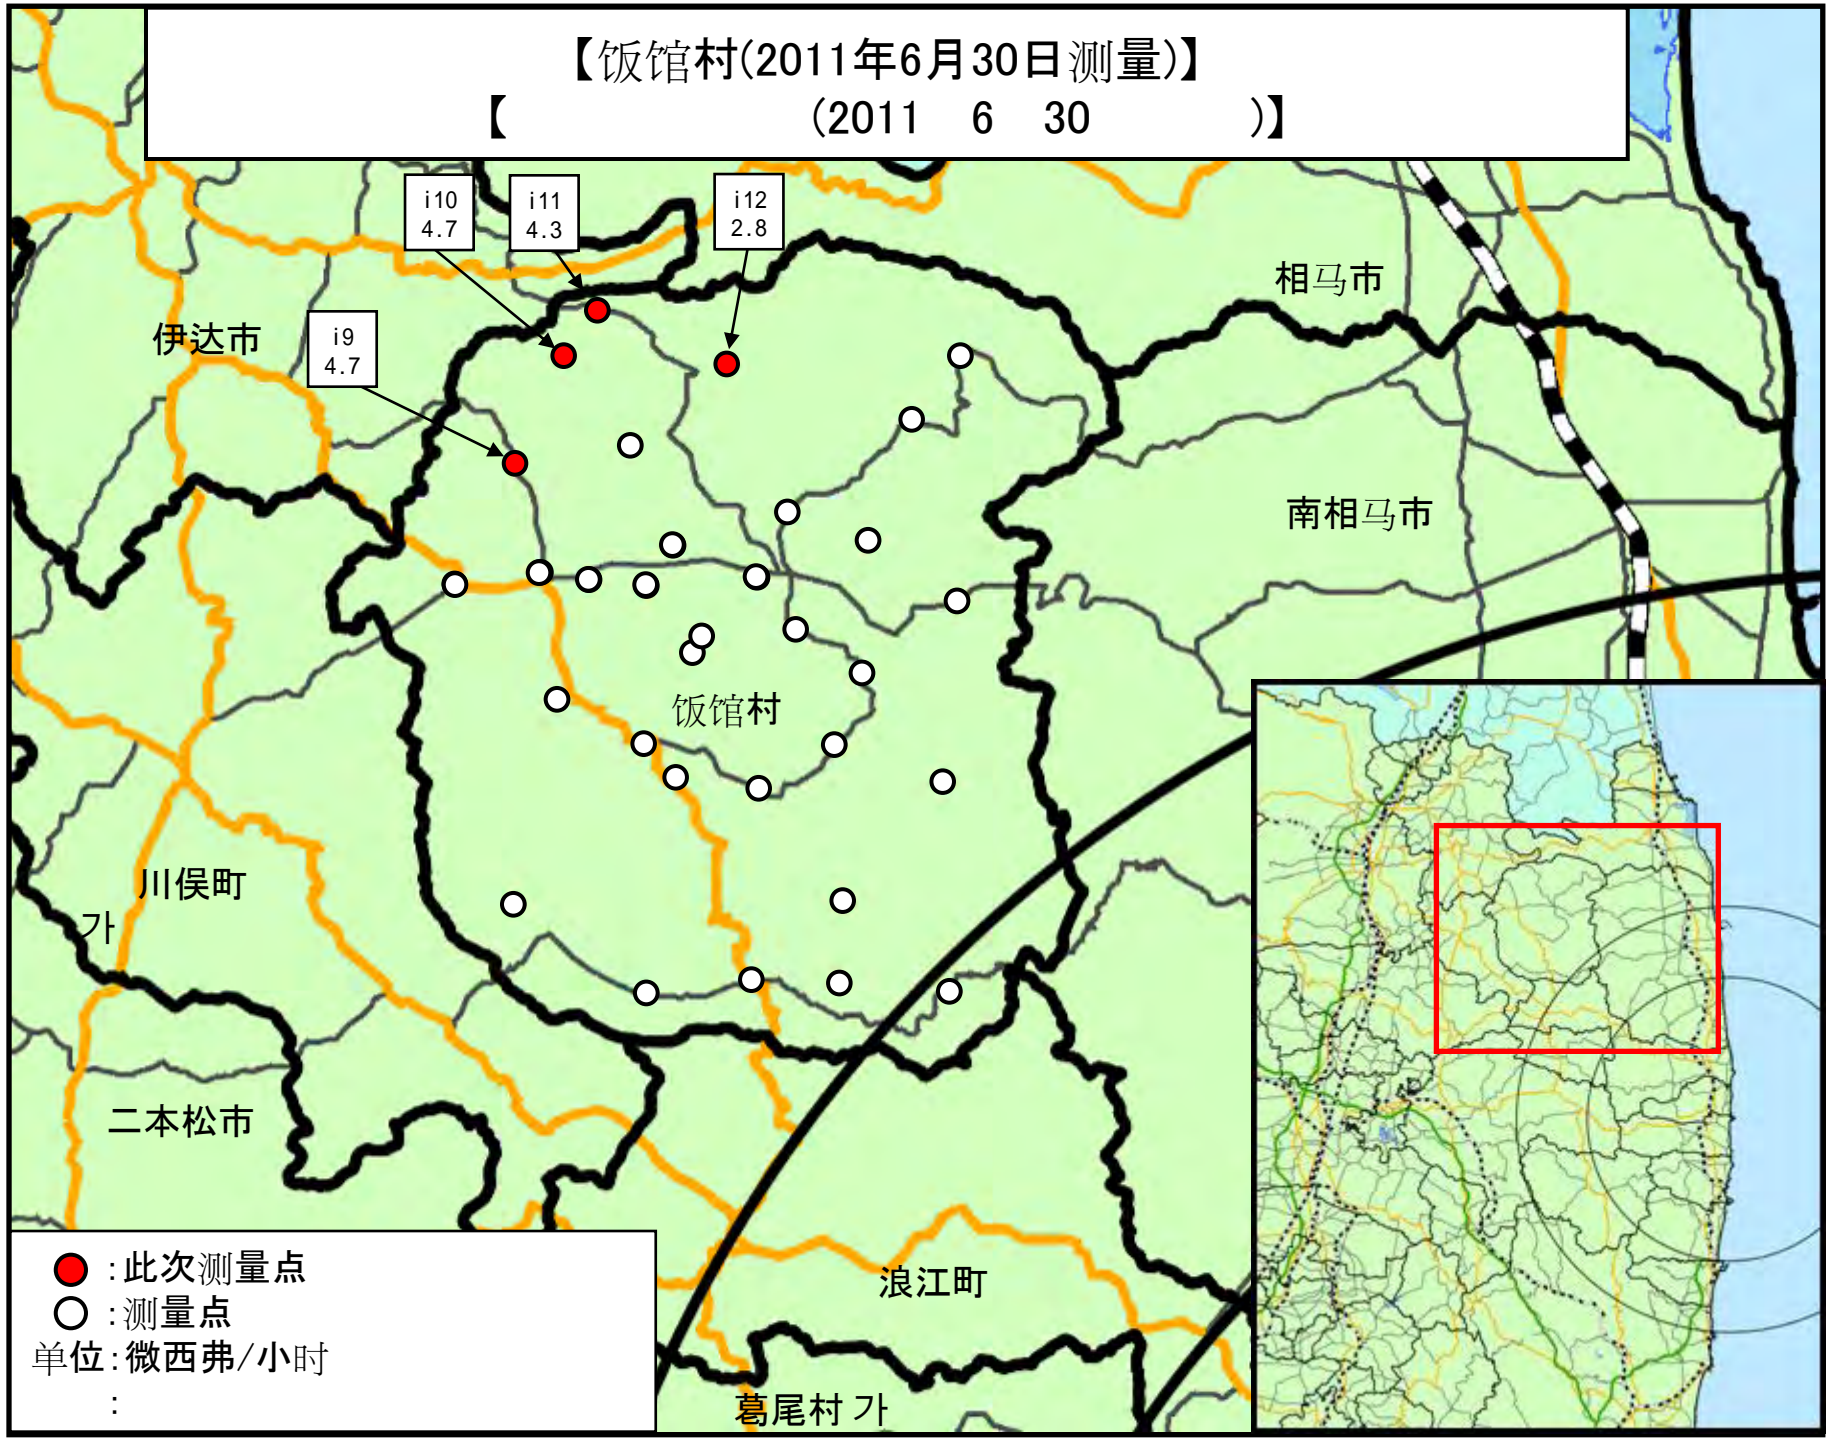 【饭馆村(2011年6月30日测量)】
【 (2011 6 30 )】
i10
4.7
i11
4.3
i12
2.8
i9
4.7
伊达市
相马市
南相马市
饭馆村
川俣町
가
二本松市
浪江町
葛尾村 가
:此次测量点
:测量点
单位:微西弗/小时
: